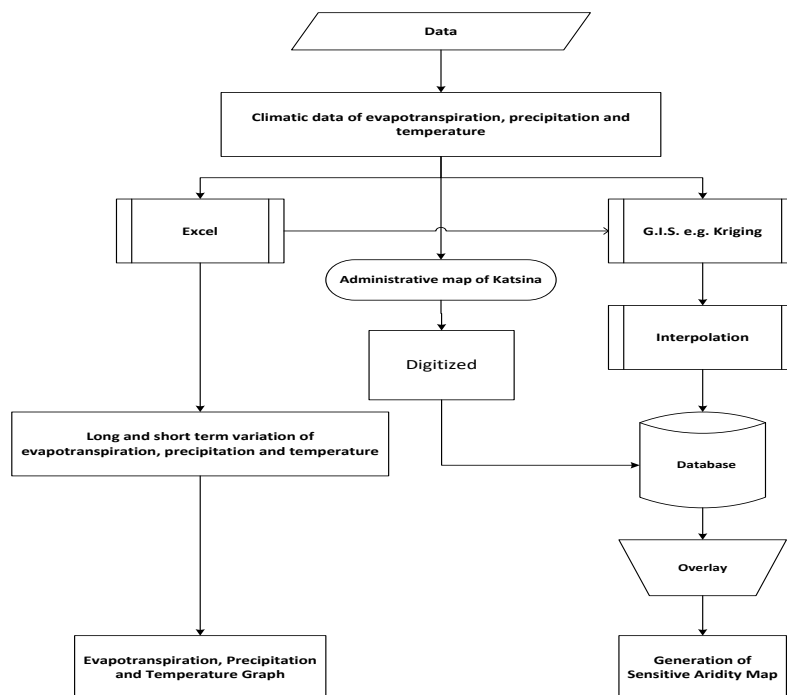 Data
Climatic data of evapotranspiration, precipitation and
temperature
Excel
G.I.S. e.g. Kriging
Administrative map of Katsina
Interpolation
Digitized
Long and short term variation of
evapotranspiration, precipitation and temperature
Database
Overlay
Evapotranspiration, Precipitation
and Temperature Graph
Generation of
Sensitive Aridity Map